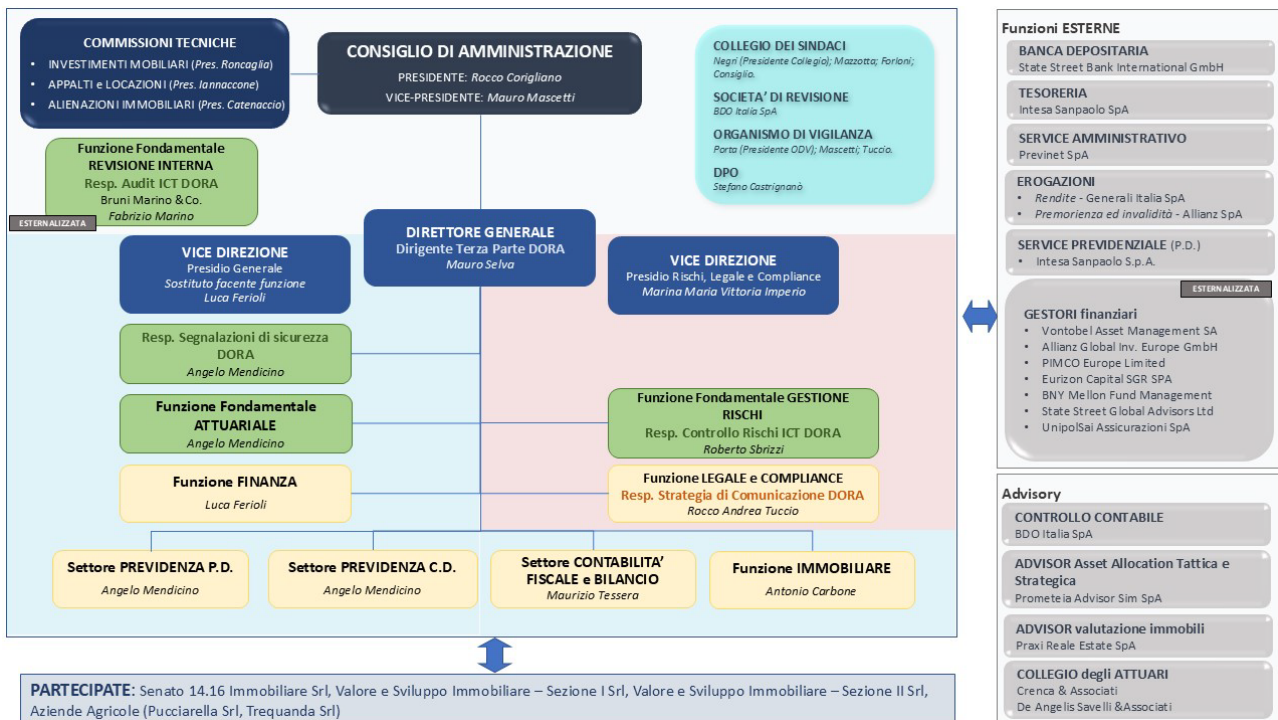 COMMISSIONI TECNICHE
• INVESTIMENTI MOBILIARI (Pres. Roncaglia)
• APPALTI e LOCAZIONI (Pres. Iannaccone)
• ALIENAZIONI IMMOBILIARI (Pres. Catenaccio)
CONSIGLIO DI AMMINISTRAZIONE
PRESIDENTE: Rocco Corigliano
VICE-PRESIDENTE: Mauro Mascetti
COLLEGIO DEI SINDACI
Negri (Presidente Collegio); Mazzotta; Forloni;
Consiglio.
SOCIETA' DI REVISIONE
BDO Italia SpA
ORGANISMO DI VIGILANZA
Porta (Presidente ODV); Mascetti; Tuccio.
DPO
Stefano Castrignanò
Funzione Fondamentale
REVISIONE INTERNA
Resp. Audit ICT DORA
Bruni Marino &Co.
Fabrizio Marino
ESTERNALIZZATA
DIRETTORE GENERALE
Dirigente Terza Parte DORA
Mauro Selva
VICE DIREZIONE
Presidio Generale
Sostituto facente funzione
Luca Ferioli
VICE DIREZIONE
Presidio Rischi, Legale e Compliance
Marina Maria Vittoria Imperio
Resp. Segnalazioni di sicurezza
DORA
Angelo Mendicino
Funzione Fondamentale
ATTUARIALE
Angelo Mendicino
Funzione Fondamentale GESTIONE
RISCHI
Resp. Controllo Rischi ICT DORA
Roberto Sbrizzi
Funzione FINANZA
Luca Ferioli
Funzione LEGALE e COMPLIANCE
Resp. Strategia di Comunicazione DORA
Rocco Andrea Tuccio
Settore PREVIDENZA P.D.
Angelo Mendicino
Settore PREVIDENZA C.D.
Angelo Mendicino
Settore CONTABILITA'
FISCALE e BILANCIO
Maurizio Tessera
Funzione IMMOBILIARE
Antonio Carbone
PARTECIPATE: Senato 14.16 Immobiliare Srl, Valore e Sviluppo Immobiliare – Sezione I Srl, Valore e Sviluppo Immobiliare – Sezione II Srl,
Aziende Agricole (Pucciarella Srl, Trequanda Srl)
Funzioni ESTERNE
BANCA DEPOSITARIA
State Street Bank International GmbH
TESORERIA
Intesa Sanpaolo SpA
SERVICE AMMINISTRATIVO
Previnet SpA
EROGAZIONI
• Rendite - Generali Italia SpA
• Premorienza ed invalidità - Allianz SpA
SERVICE PREVIDENZIALE (P.D.)
• Intesa Sanpaolo S.p.A.
ESTERNALIZZATA
GESTORI finanziari
• Vontobel Asset Management SA
• Allianz Global Inv. Europe GmbH
• PIMCO Europe Limited
• Eurizon Capital SGR SPA
• BNY Mellon Fund Management
• State Street Global Advisors Ltd
• UnipolSai Assicurazioni SpA
Advisory
CONTROLLO CONTABILE
BDO Italia SpA
ADVISOR Asset Allocation Tattica e
Strategica
Prometeia Advisor Sim SpA
ADVISOR valutazione immobili
Praxi Reale Estate SpA
COLLEGIO degli ATTUARI
Crenca & Associati
De Angelis Savelli &Associati